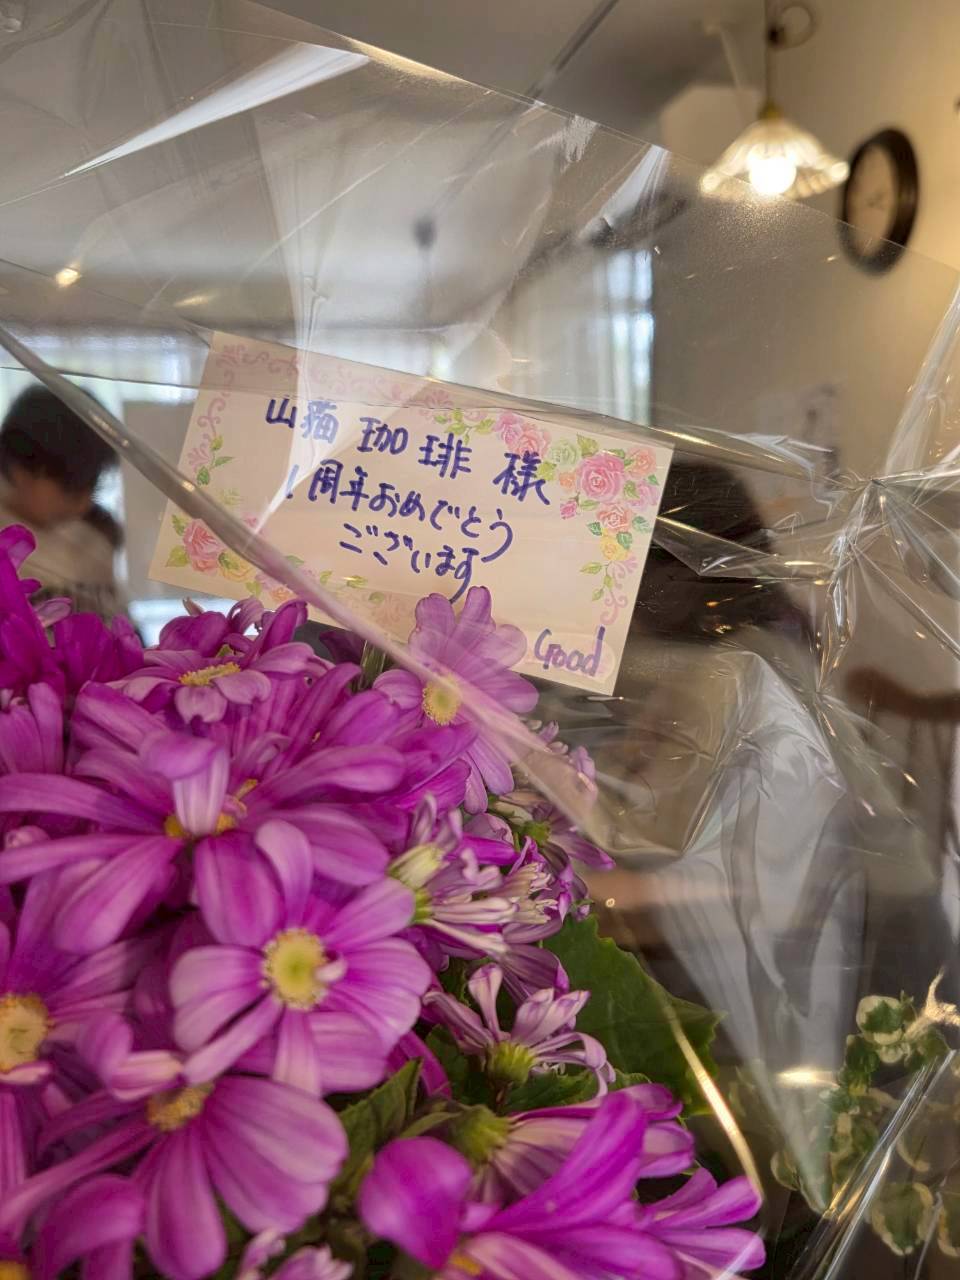 山猫 珈琲 様
1周年おめでとう
ございます
Good